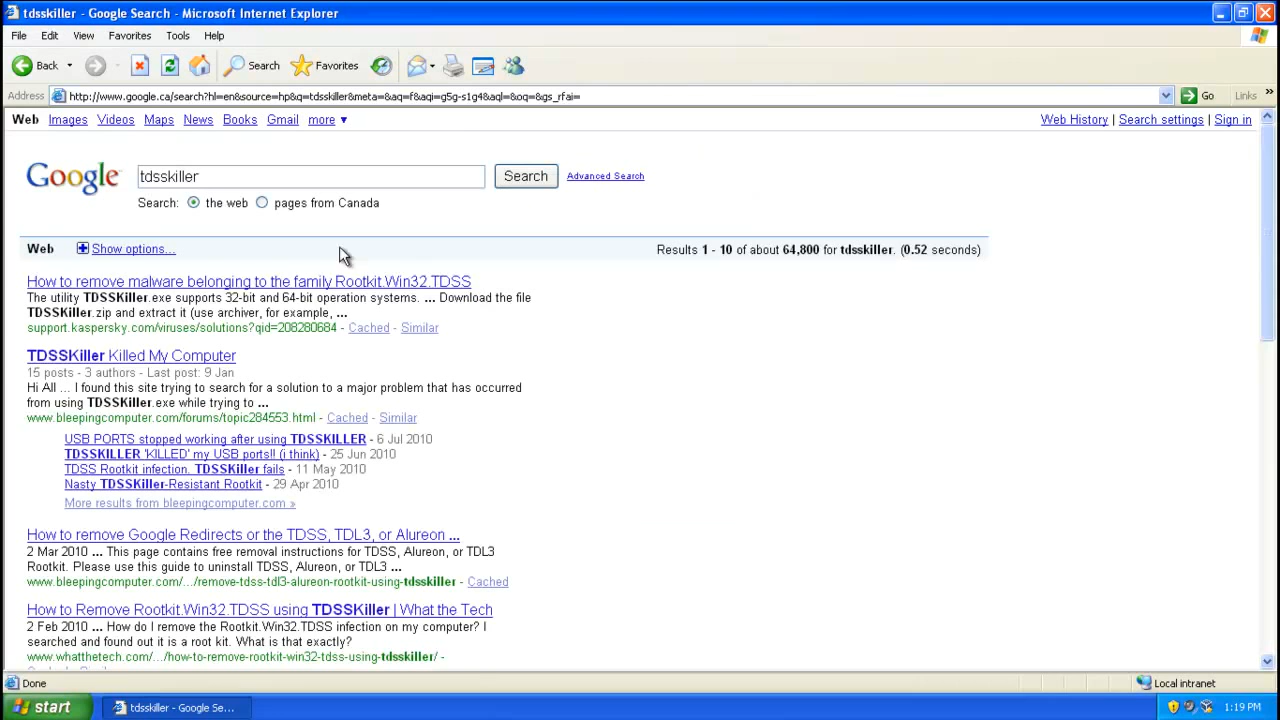 tdsskiller - Google Search - Microsoft Internet Explorer
File Edit View Favorites Tools Help
Back Search Favorites
Address http://www.google.ca/search?hl=en&source=hp&q=tdsskiller&meta=&aq=f&aqi=g5g-s1g4&aql=&oq=&gs_rfai= Go Links »
Web Images Videos Maps News Books Gmail more ▼ Web History | Search settings | Sign in
Google tdsskiller Search Advanced Search
Search: the web pages from Canada
Web Show options... Results 1 - 10 of about 64,800 for tdsskiller. (0.52 seconds)
How to remove malware belonging to the family Rootkit.Win32.TDSS
The utility TDSSKiller.exe supports 32-bit and 64-bit operation systems. ... Download the file
TDSSKiller.zip and extract it (use archiver, for example, ...
support.kaspersky.com/viruses/solutions?qid=208280684 - Cached - Similar
TDSSKiller Killed My Computer
15 posts - 3 authors - Last post: 9 Jan
Hi All ... I found this site trying to search for a solution to a major problem that has occurred
from using TDSSKiller.exe while trying to ...
www.bleepingcomputer.com/forums/topic284553.html - Cached - Similar
USB PORTS stopped working after using TDSSKILLER - 6 Jul 2010
TDSSKILLER 'KILLED' my USB ports!! (i think) - 25 Jun 2010
TDSS Rootkit infection. TDSSKiller fails - 11 May 2010
Nasty TDSSKiller-Resistant Rootkit - 29 Apr 2010
More results from bleepingcomputer.com »
How to remove Google Redirects or the TDSS, TDL3, or Alureon ...
2 Mar 2010 ... This page contains free removal instructions for TDSS, Alureon, or TDL3
Rootkit. Please use this guide to uninstall TDSS, Alureon, or TDL3 ...
www.bleepingcomputer.com/.../remove-tdss-tdl3-alureon-rootkit-using-tdsskiller - Cached
How to Remove Rootkit.Win32.TDSS using TDSSKiller | What the Tech
2 Feb 2010 ... How do I remove the Rootkit.Win32.TDSS infection on my computer? I
searched and found out it is a root kit. What is that exactly?
www.whatthetech.com/.../how-to-remove-rootkit-win32-tdss-using-tdsskiller/ -
Done Local intranet
start tdsskiller - Google Se... 1:19 PM